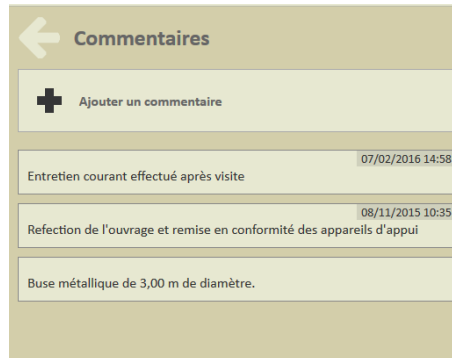 Commentaires
Ajouter un commentaire
07/02/2016 14:58
Entretien courant effectué après visite
08/11/2015 10:35
Refection de l'ouvrage et remise en conformité des appareils d'appui
Buse métallique de 3,00 m de diamètre.